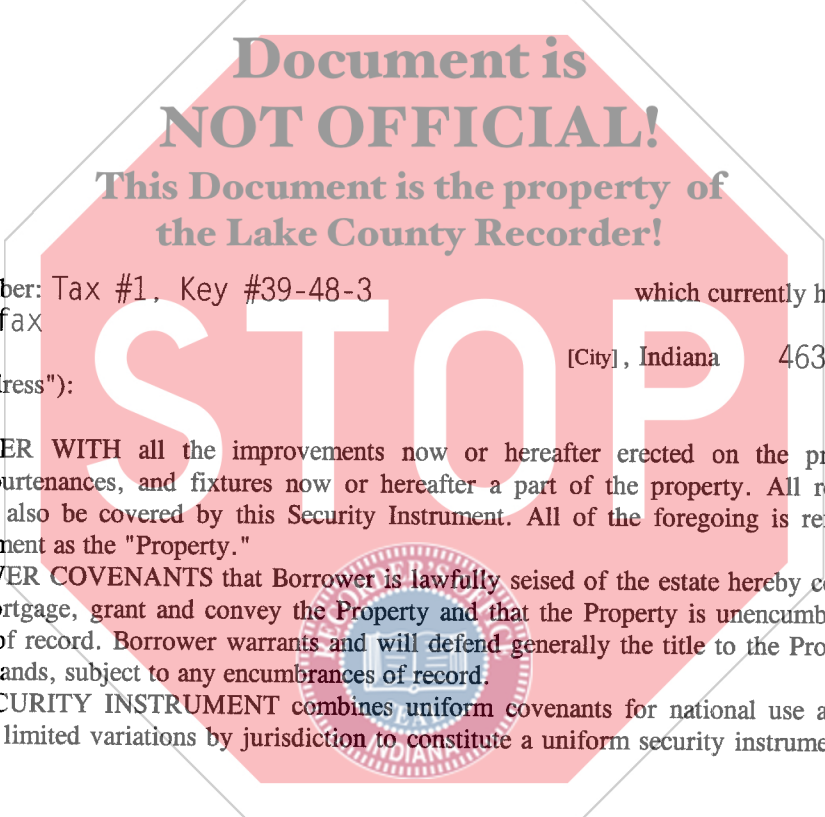 Document is
NOT OFFICIAL!
This Document is the property of
the Lake County Recorder!
ber: Tax #1, Key #39-48-3 which currently h
fax
[City], Indiana 463
ress"):
STOP
ER WITH all the improvements now or hereafter erected on the pr
urtenances, and fixtures now or hereafter a part of the property. All r
also be covered by this Security Instrument. All of the foregoing is re
ment as the "Property."
ER COVENANTS that Borrower is lawfully seised of the estate hereby c
rtgage, grant and convey the Property and that the Property is unencumb
of record. Borrower warrants and will defend generally the title to the Pro
ands, subject to any encumbrances of record.
CURITY INSTRUMENT combines uniform covenants for national use a
limited variations by jurisdiction to constitute a uniform security instrume
SEAL
INDIANA